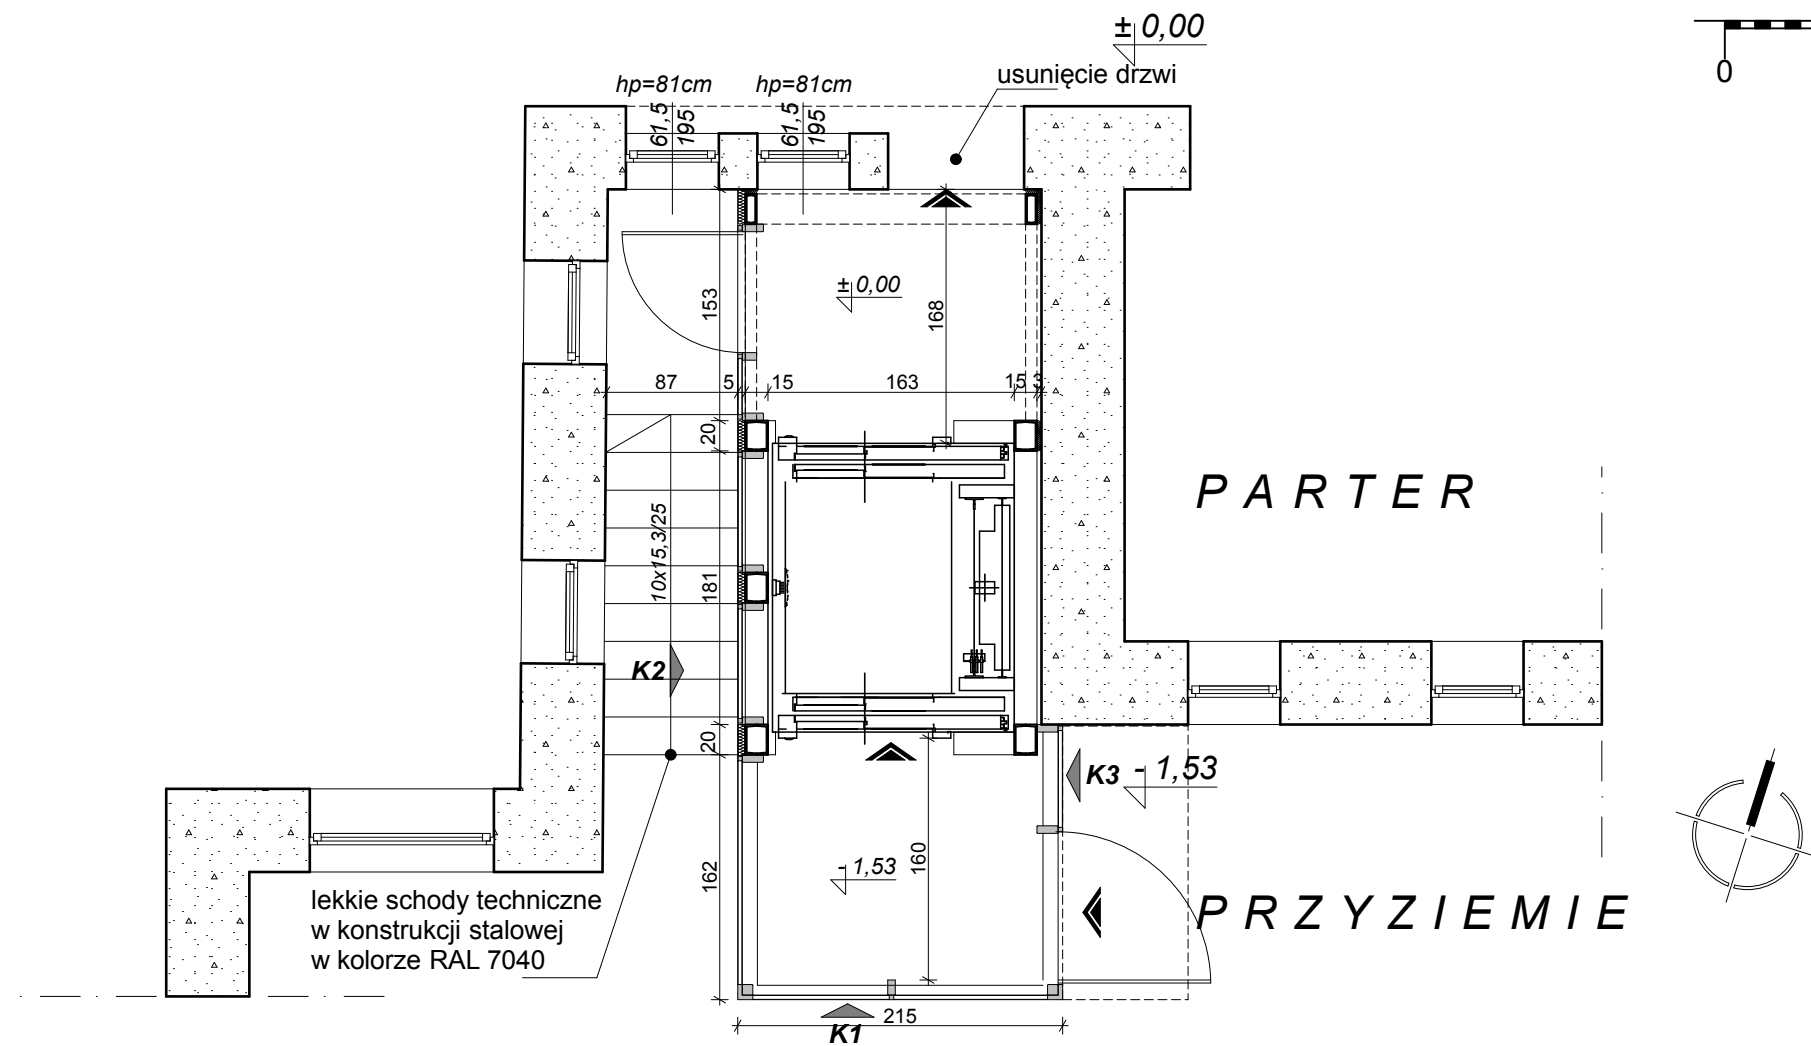 ± 0,00
usunięcie drzwi
0
hp=81cm
hp=81cm
61,5
195
61,5
195
± 0,00
153
168
87
5
15
163
15
3
20
PARTER
10x15,3/25
181
K2
20
K3
- 1,53
162
160
- 1,53
PRZYZIEMIE
lekkie schody techniczne
w konstrukcji stalowej
w kolorze RAL 7040
215
K1